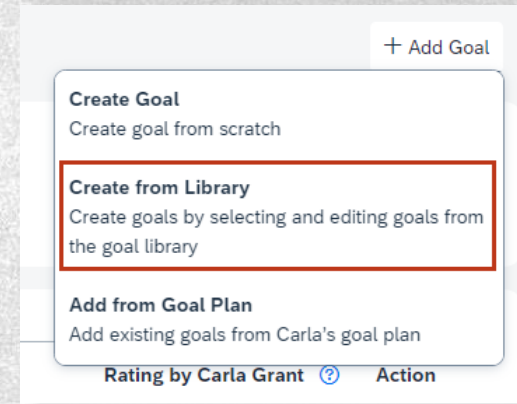 + Add Goal
Create Goal
Create goal from scratch
Create from Library
Create goals by selecting and editing goals from
the goal library
Add from Goal Plan
Add existing goals from Carla's goal plan
Rating by Carla Grant ? Action